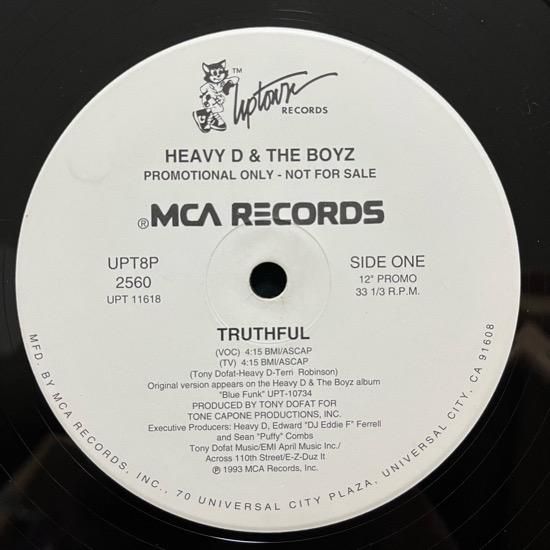 TM
Uptown
RECORDS
HEAVY D & THE BOYZ
PROMOTIONAL ONLY - NOT FOR SALE
®MCA RECORDS
UPT8P
2560
UPT 11618
SIDE ONE
12" PROMO
33 1/3 R.P.M.
TRUTHFUL
(VOC) 4:15 BMI/ASCAP
(TV) 4:15 BMI/ASCAP
(Tony Dofat-Heavy D-Terri Robinson)
Original version appears on the Heavy D & The Boyz album
"Blue Funk" UPT-10734
PRODUCED BY TONY DOFAT FOR
TONE CAPONE PRODUCTIONS, INC.
Executive Producers: Heavy D, Edward "DJ Eddie F" Ferrell
and Sean "Puffy" Combs
Tony Dofat Music/EMI April Music Inc./
Across 110th Street/E-Z-Duz It
℗ 1993 MCA Records, Inc.
MFD. BY MCA RECORDS, INC., 70 UNIVERSAL CITY PLAZA, UNIVERSAL CITY, CA 91608